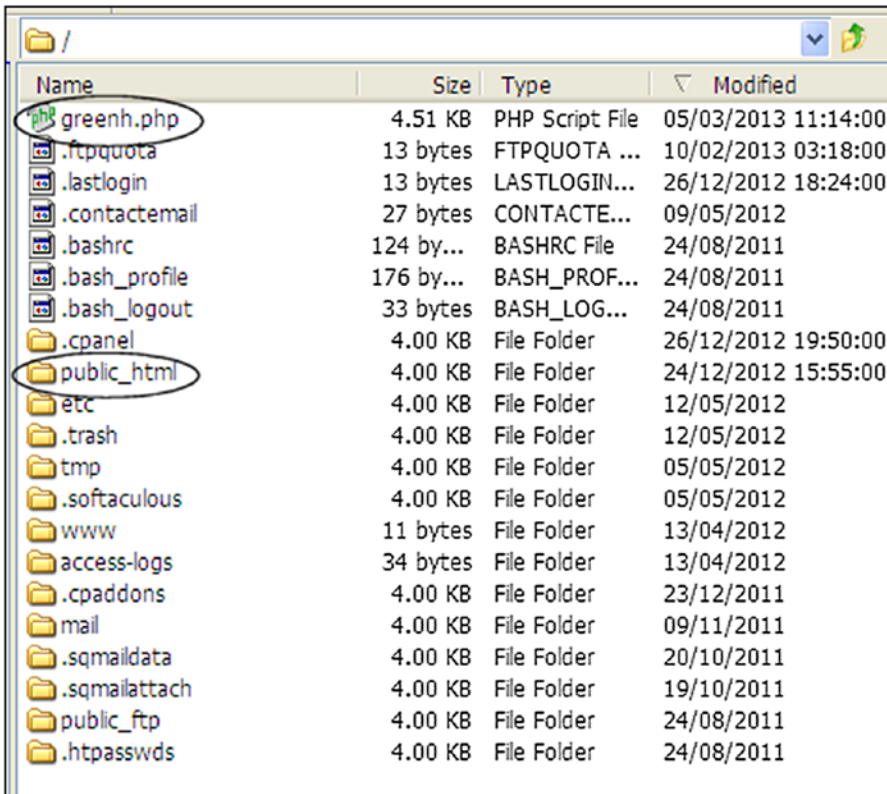 /
Name Size Type Modified
php greenh.php 4.51 KB PHP Script File 05/03/2013 11:14:00
.ftpquota 13 bytes FTPQUOTA ... 10/02/2013 03:18:00
.lastlogin 13 bytes LASTLOGIN... 26/12/2012 18:24:00
.contactemail 27 bytes CONTACTE... 09/05/2012
.bashrc 124 by... BASHRC File 24/08/2011
.bash_profile 176 by... BASH_PROF... 24/08/2011
.bash_logout 33 bytes BASH_LOG... 24/08/2011
.cpanel 4.00 KB File Folder 26/12/2012 19:50:00
public_html 4.00 KB File Folder 24/12/2012 15:55:00
etc 4.00 KB File Folder 12/05/2012
.trash 4.00 KB File Folder 12/05/2012
tmp 4.00 KB File Folder 05/05/2012
.softaculous 4.00 KB File Folder 05/05/2012
www 11 bytes File Folder 13/04/2012
access-logs 34 bytes File Folder 13/04/2012
.cpaddons 4.00 KB File Folder 23/12/2011
mail 4.00 KB File Folder 09/11/2011
.sqmaildata 4.00 KB File Folder 20/10/2011
.sqmailattach 4.00 KB File Folder 19/10/2011
public_ftp 4.00 KB File Folder 24/08/2011
.htpasswds 4.00 KB File Folder 24/08/2011